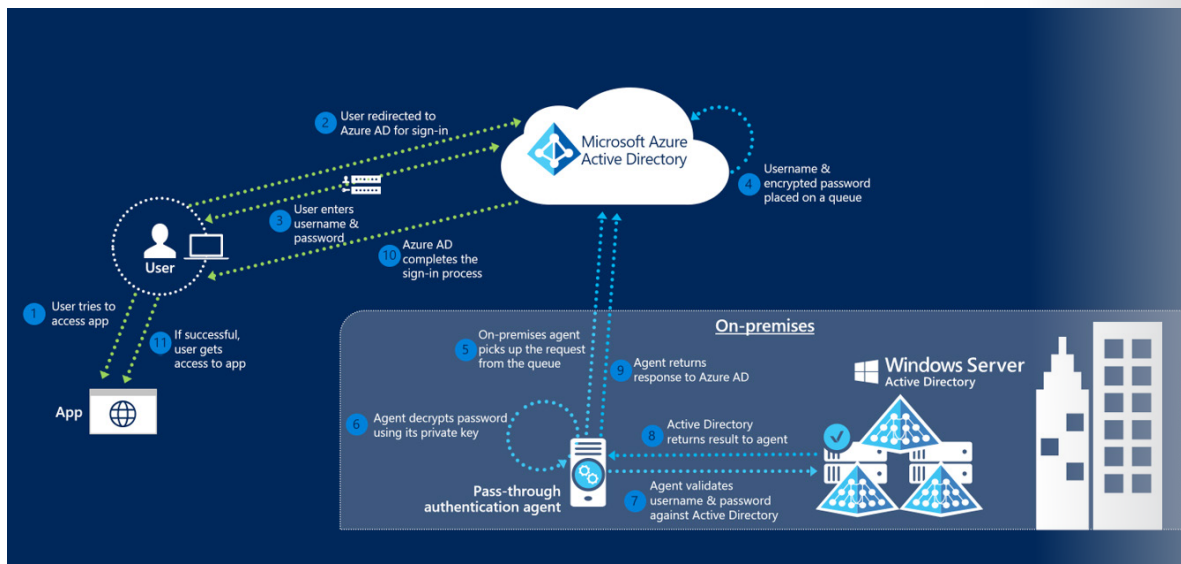 2
User redirected to
Azure AD for sign-in
Microsoft Azure
Active Directory
4
Username &
encrypted password
placed on a queue
3
User enters
username &
password
User
10
Azure AD
completes the
sign-in process
1
User tries to
access app
11
If successful,
user gets
access to app
App
On-premises
5
On-premises agent
picks up the request
from the queue
9
Agent returns
response to Azure AD
Windows Server
Active Directory
6
Agent decrypts password
using its private key
8
Active Directory
returns result to agent
Pass-through
authentication agent
7
Agent validates
username & password
against Active Directory